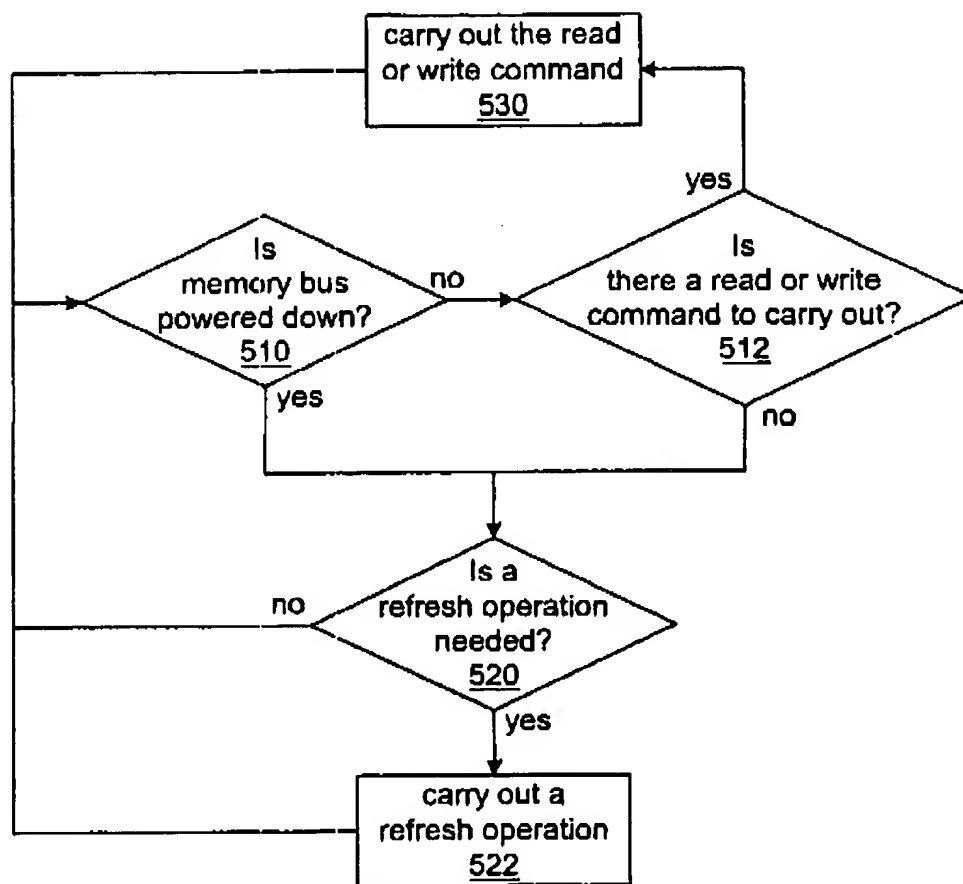 carry out the read
or write command
530
yes
Is
memory bus
powered down?
510
no
yes
Is
there a read or write
command to carry out?
512
no
Is a
refresh operation
needed?
520
no
yes
carry out a
refresh operation
522